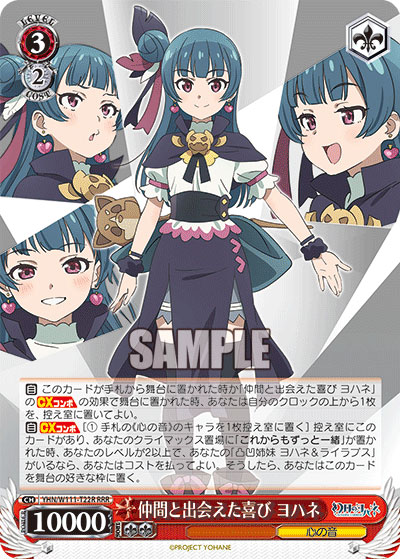 LEVEL
3
2
COST
SAMPLE
自 このカードが手札から舞台に置かれた時か「仲間と出会えた喜び ヨハネ」
の CXコンボ の効果で舞台に置かれた時、あなたは自分のクロックの上から1枚
を、控え室に置いてよい。
自 CXコンボ [① 手札の《心の音》のキャラを1枚控え室に置く] 控え室に
このカードがあり、あなたのクライマックス置場に「これからもずっと一緒」が置か
れた時、あなたのレベルが2以上で、あなたの「凸凹姉妹 ヨハネ&ライラプス」
がいるなら、あなたはコストを払ってよい。そうしたら、あなたはこのカード
を舞台の好きな枠に置く。
CH YHN/W111-T22R RRR
10000
仲間と出会えた喜び ヨハネ
心の音
©PROJECT YOHANE